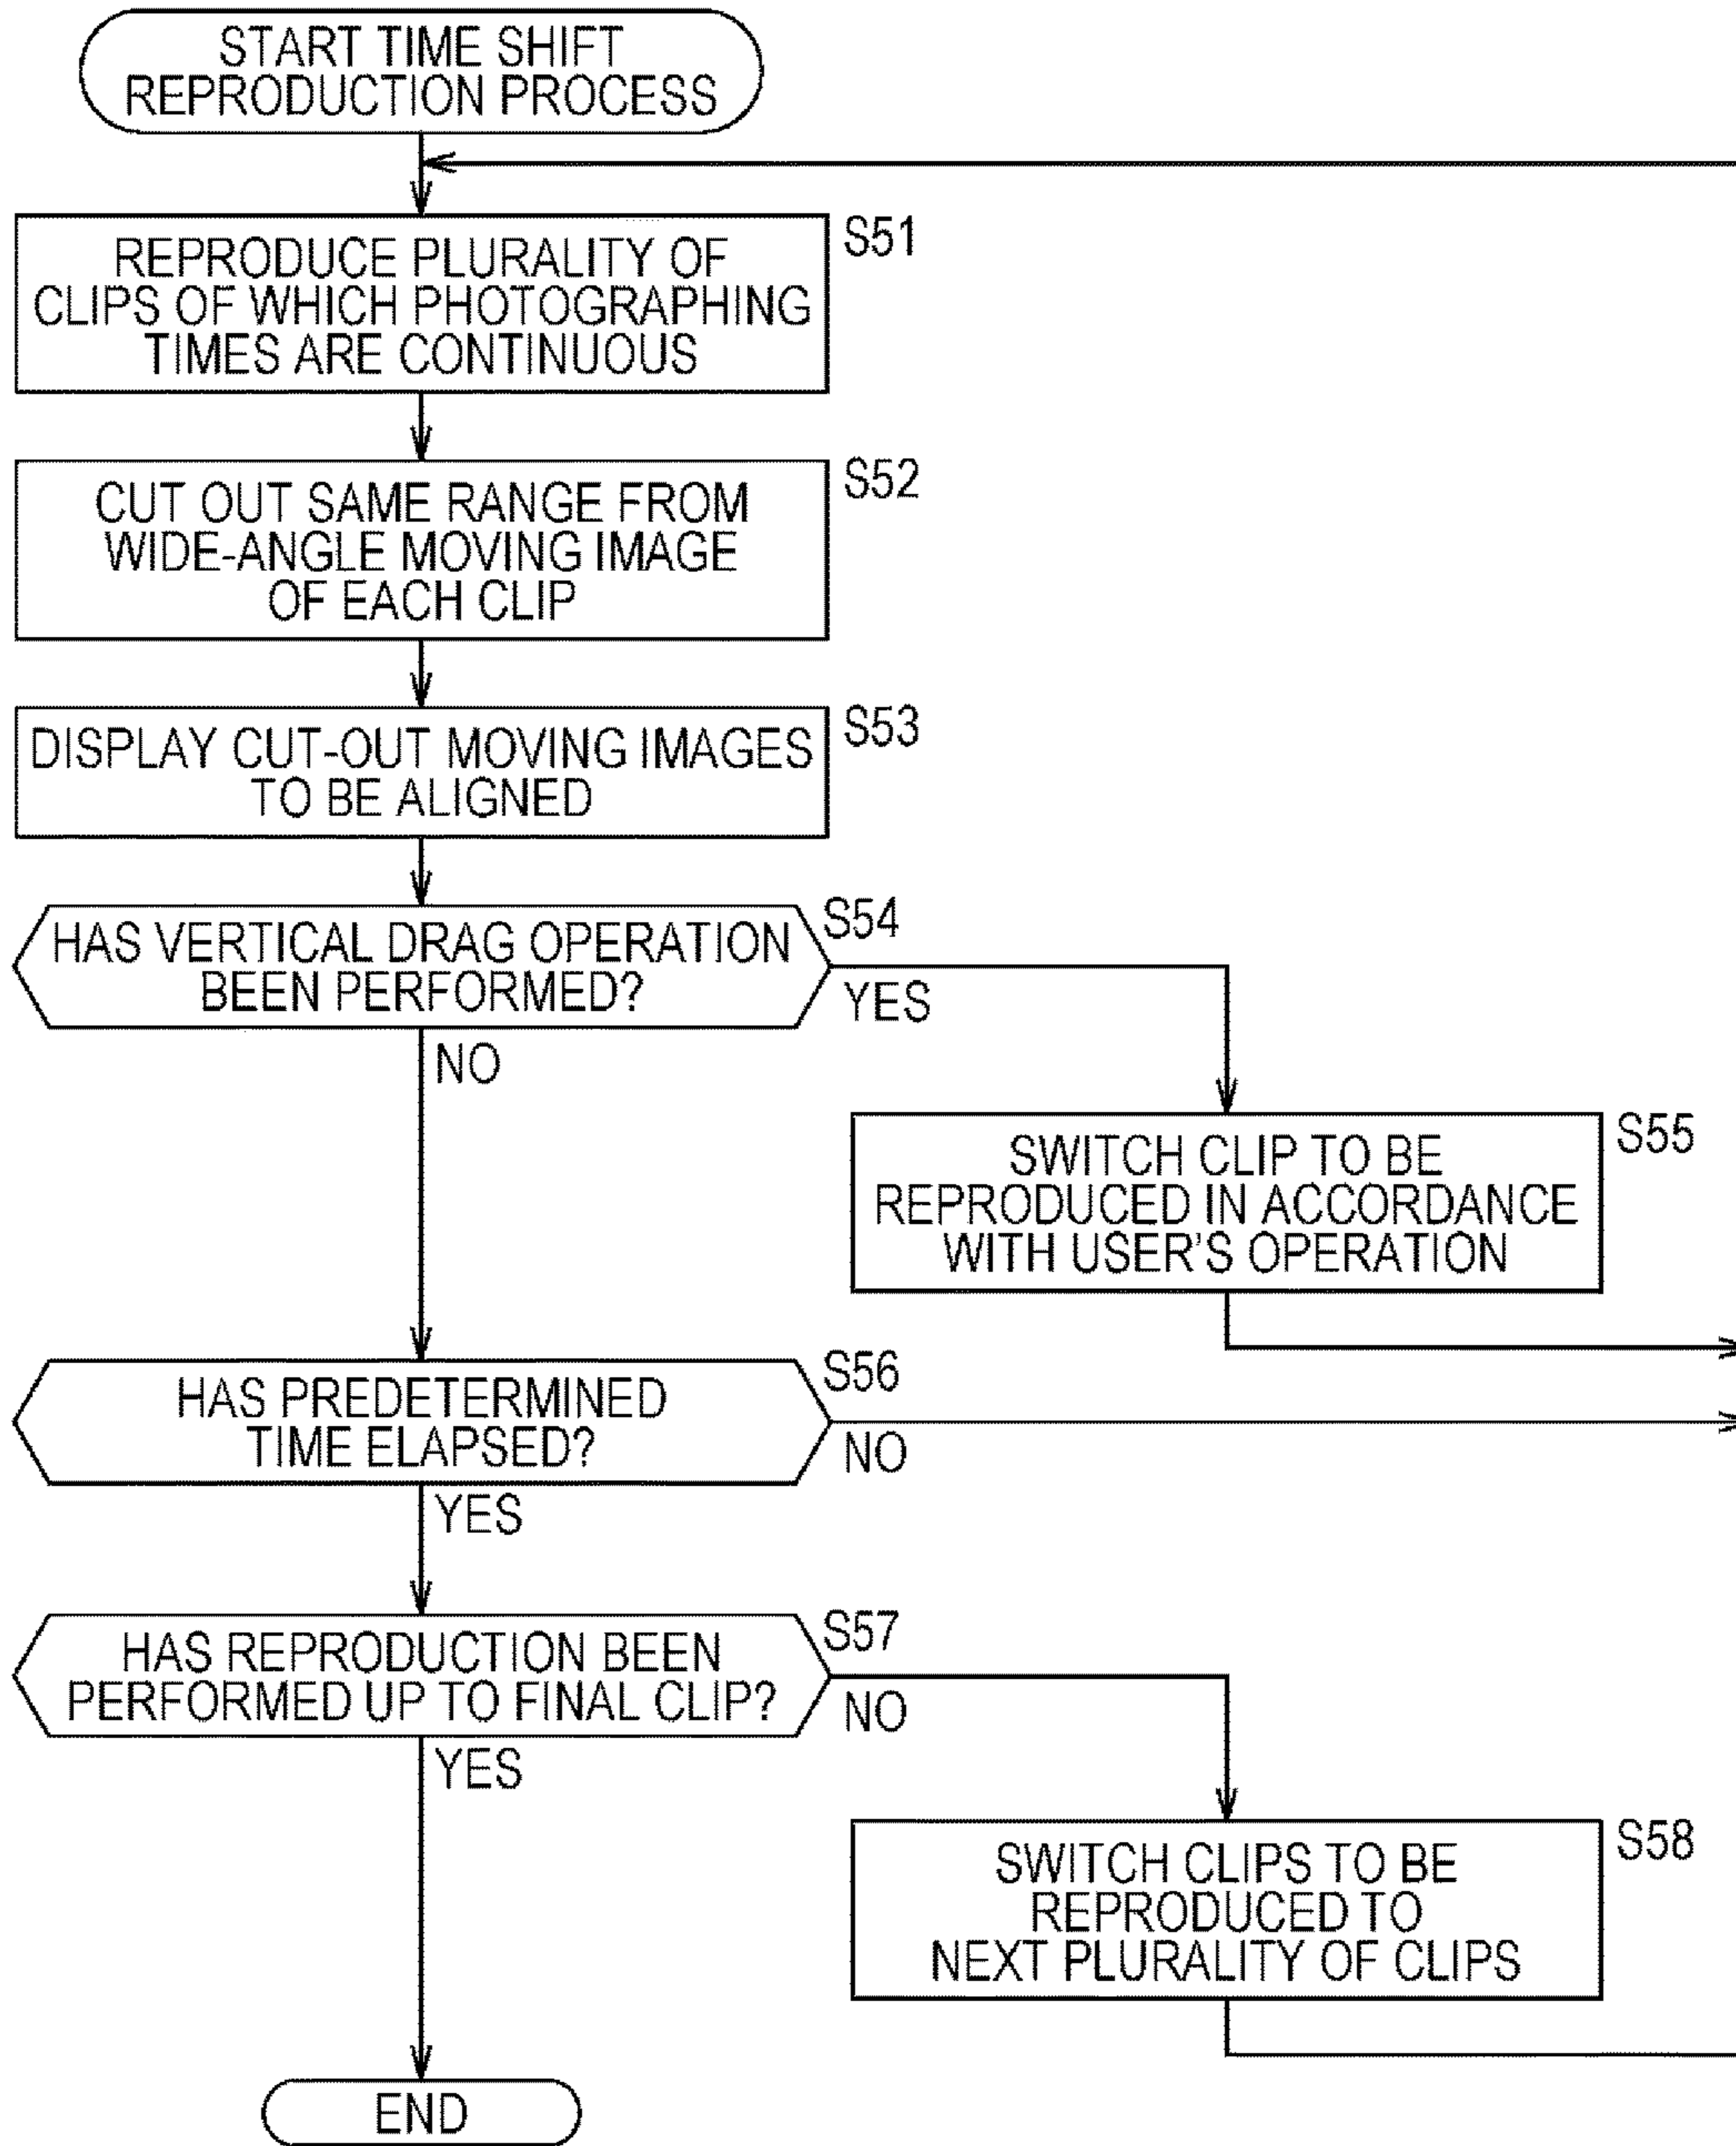 START TIME SHIFT
REPRODUCTION PROCESS
REPRODUCE PLURALITY OF
CLIPS OF WHICH PHOTOGRAPHING
TIMES ARE CONTINUOUS
S51
CUT OUT SAME RANGE FROM
WIDE-ANGLE MOVING IMAGE
OF EACH CLIP
S52
DISPLAY CUT-OUT MOVING IMAGES
TO BE ALIGNED
S53
HAS VERTICAL DRAG OPERATION
BEEN PERFORMED?
S54
YES
NO
SWITCH CLIP TO BE
REPRODUCED IN ACCORDANCE
WITH USER'S OPERATION
S55
HAS PREDETERMINED
TIME ELAPSED?
S56
NO
YES
HAS REPRODUCTION BEEN
PERFORMED UP TO FINAL CLIP?
S57
NO
YES
SWITCH CLIPS TO BE
REPRODUCED TO
NEXT PLURALITY OF CLIPS
S58
END